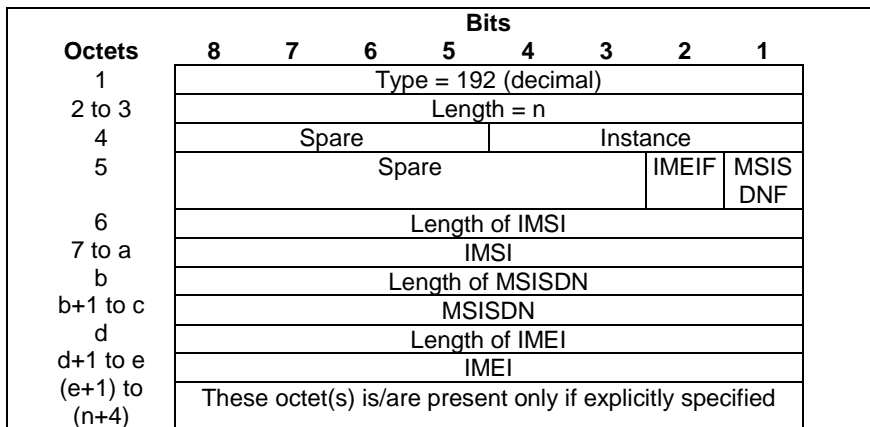 Bits
Octets 8 7 6 5 4 3 2 1
1 Type = 192 (decimal)
2 to 3 Length = n
4 Spare Instance
5 Spare IMEIF MSIS
DNF
6 Length of IMSI
7 to a IMSI
b Length of MSISDN
b+1 to c MSISDN
d Length of IMEI
d+1 to e IMEI
(e+1) to These octet(s) is/are present only if explicitly specified
(n+4)